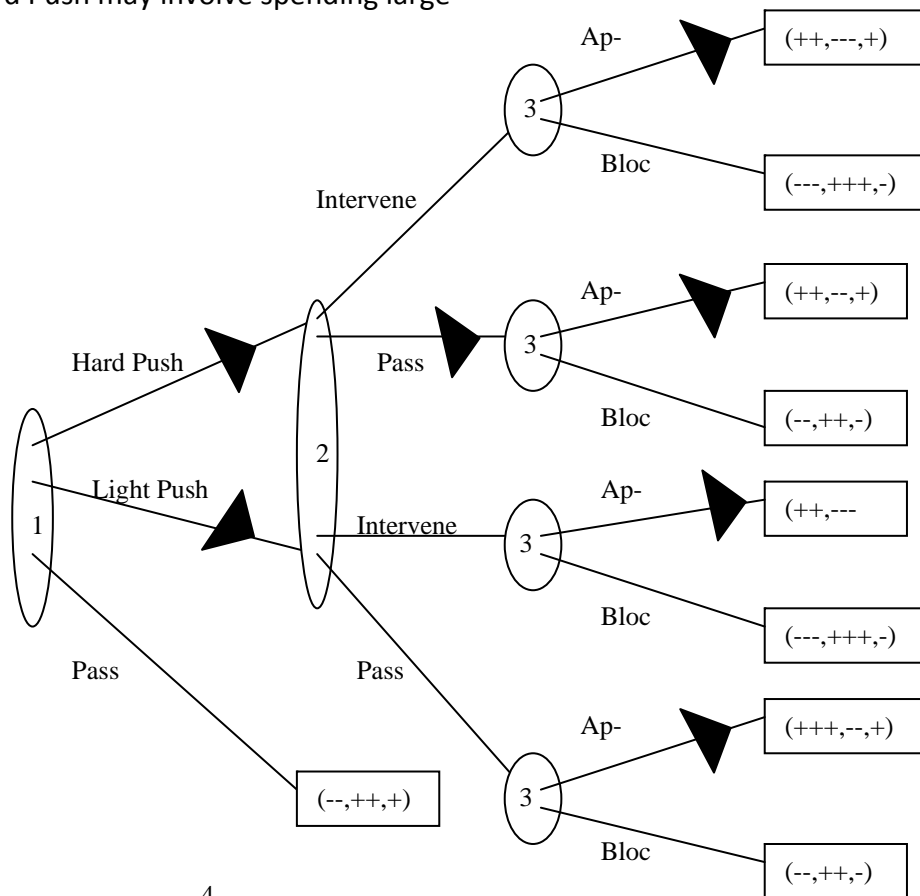 d Push may involve spending large
Ap-
(++,---,+)
3
Bloc
(---,+++,-)
Intervene
Ap-
(++,--,+)
3
Hard Push
Pass
Bloc
(--,++,-)
2
Light Push
Ap-
(++,---
1
Intervene
3
Bloc
(---,+++,-)
Pass
Pass
Ap-
(+++,--,+)
(--,++,+)
3
Bloc
(--,++,-)